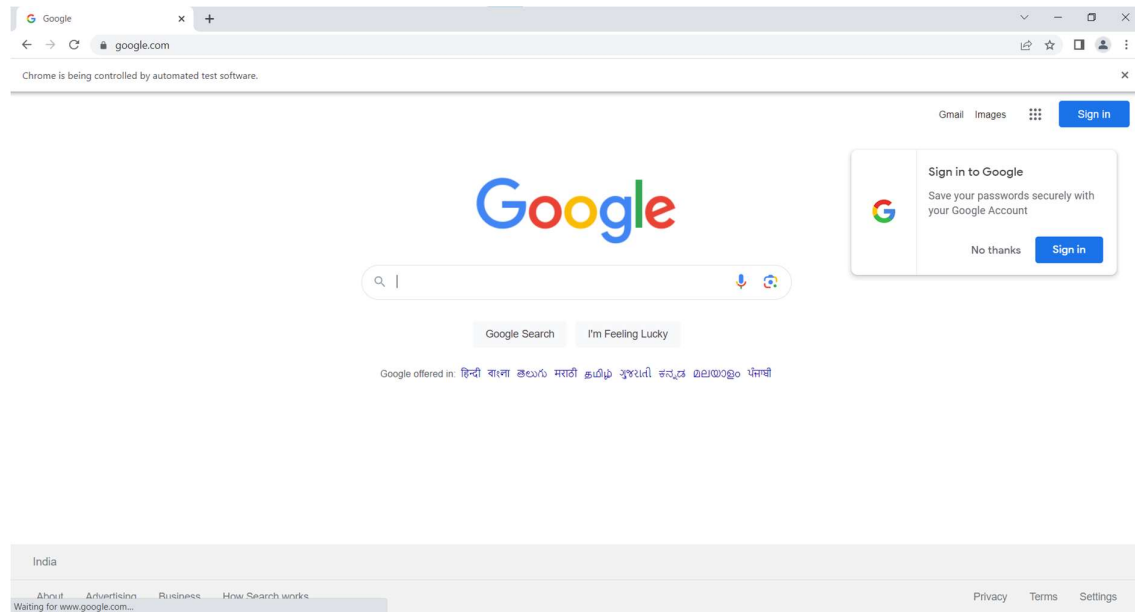 Google
google.com
Chrome is being controlled by automated test software.
Gmail Images Sign in
Sign in to Google
Save your passwords securely with
your Google Account
No thanks Sign in
Google
Google Search I'm Feeling Lucky
Google offered in: हिन्दी বাংলা తెలుగు मराठी தமிழ் ગુજરાતી ಕನ್ನಡ മലയാളം ਪੰਜਾਬੀ
India
About Advertising Business How Search works
Privacy Terms Settings
Waiting for www.google.com...